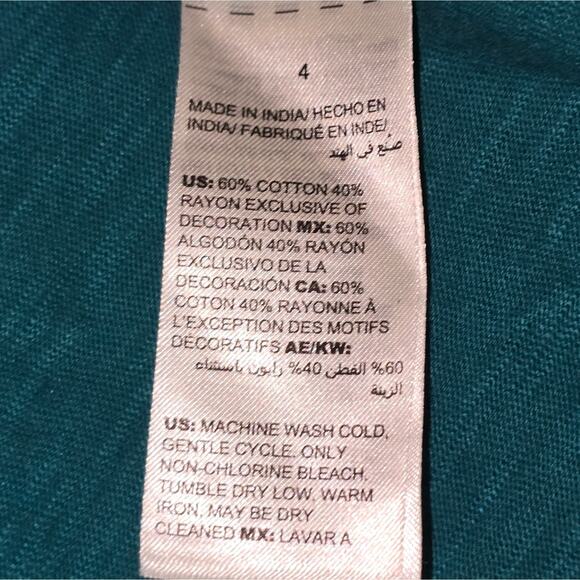 4
MADE IN INDIA/ HECHO EN
INDIA/ FABRIQUÉ EN INDE/
صنع في الهند
US: 60% COTTON 40%
RAYON EXCLUSIVE OF
DECORATION MX: 60%
ALGODÓN 40% RAYÓN
EXCLUSIVO DE LA
DECORACIÓN CA: 60%
COTON 40% RAYONNE À
L'EXCEPTION DES MOTIFS
DÉCORATIFS AE/KW:
60% القطن 40% رايون باستثناء
الزينة
US: MACHINE WASH COLD,
GENTLE CYCLE. ONLY
NON-CHLORINE BLEACH.
TUMBLE DRY LOW. WARM
IRON. MAY BE DRY
CLEANED MX: LAVAR A